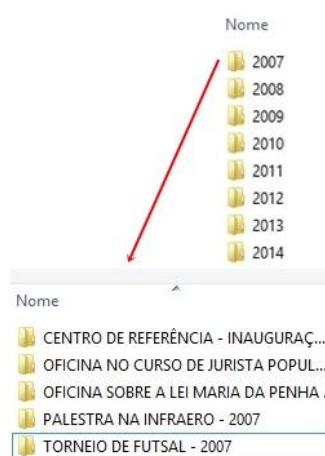 Nome
2007
2008
2009
2010
2011
2012
2013
2014
Nome
CENTRO DE REFERÊNCIA - INAUGURAÇ...
OFICINA NO CURSO DE JURISTA POPUL...
OFICINA SOBRE A LEI MARIA DA PENHA .
PALESTRA NA INFRAERO - 2007
TORNEIO DE FUTSAL - 2007